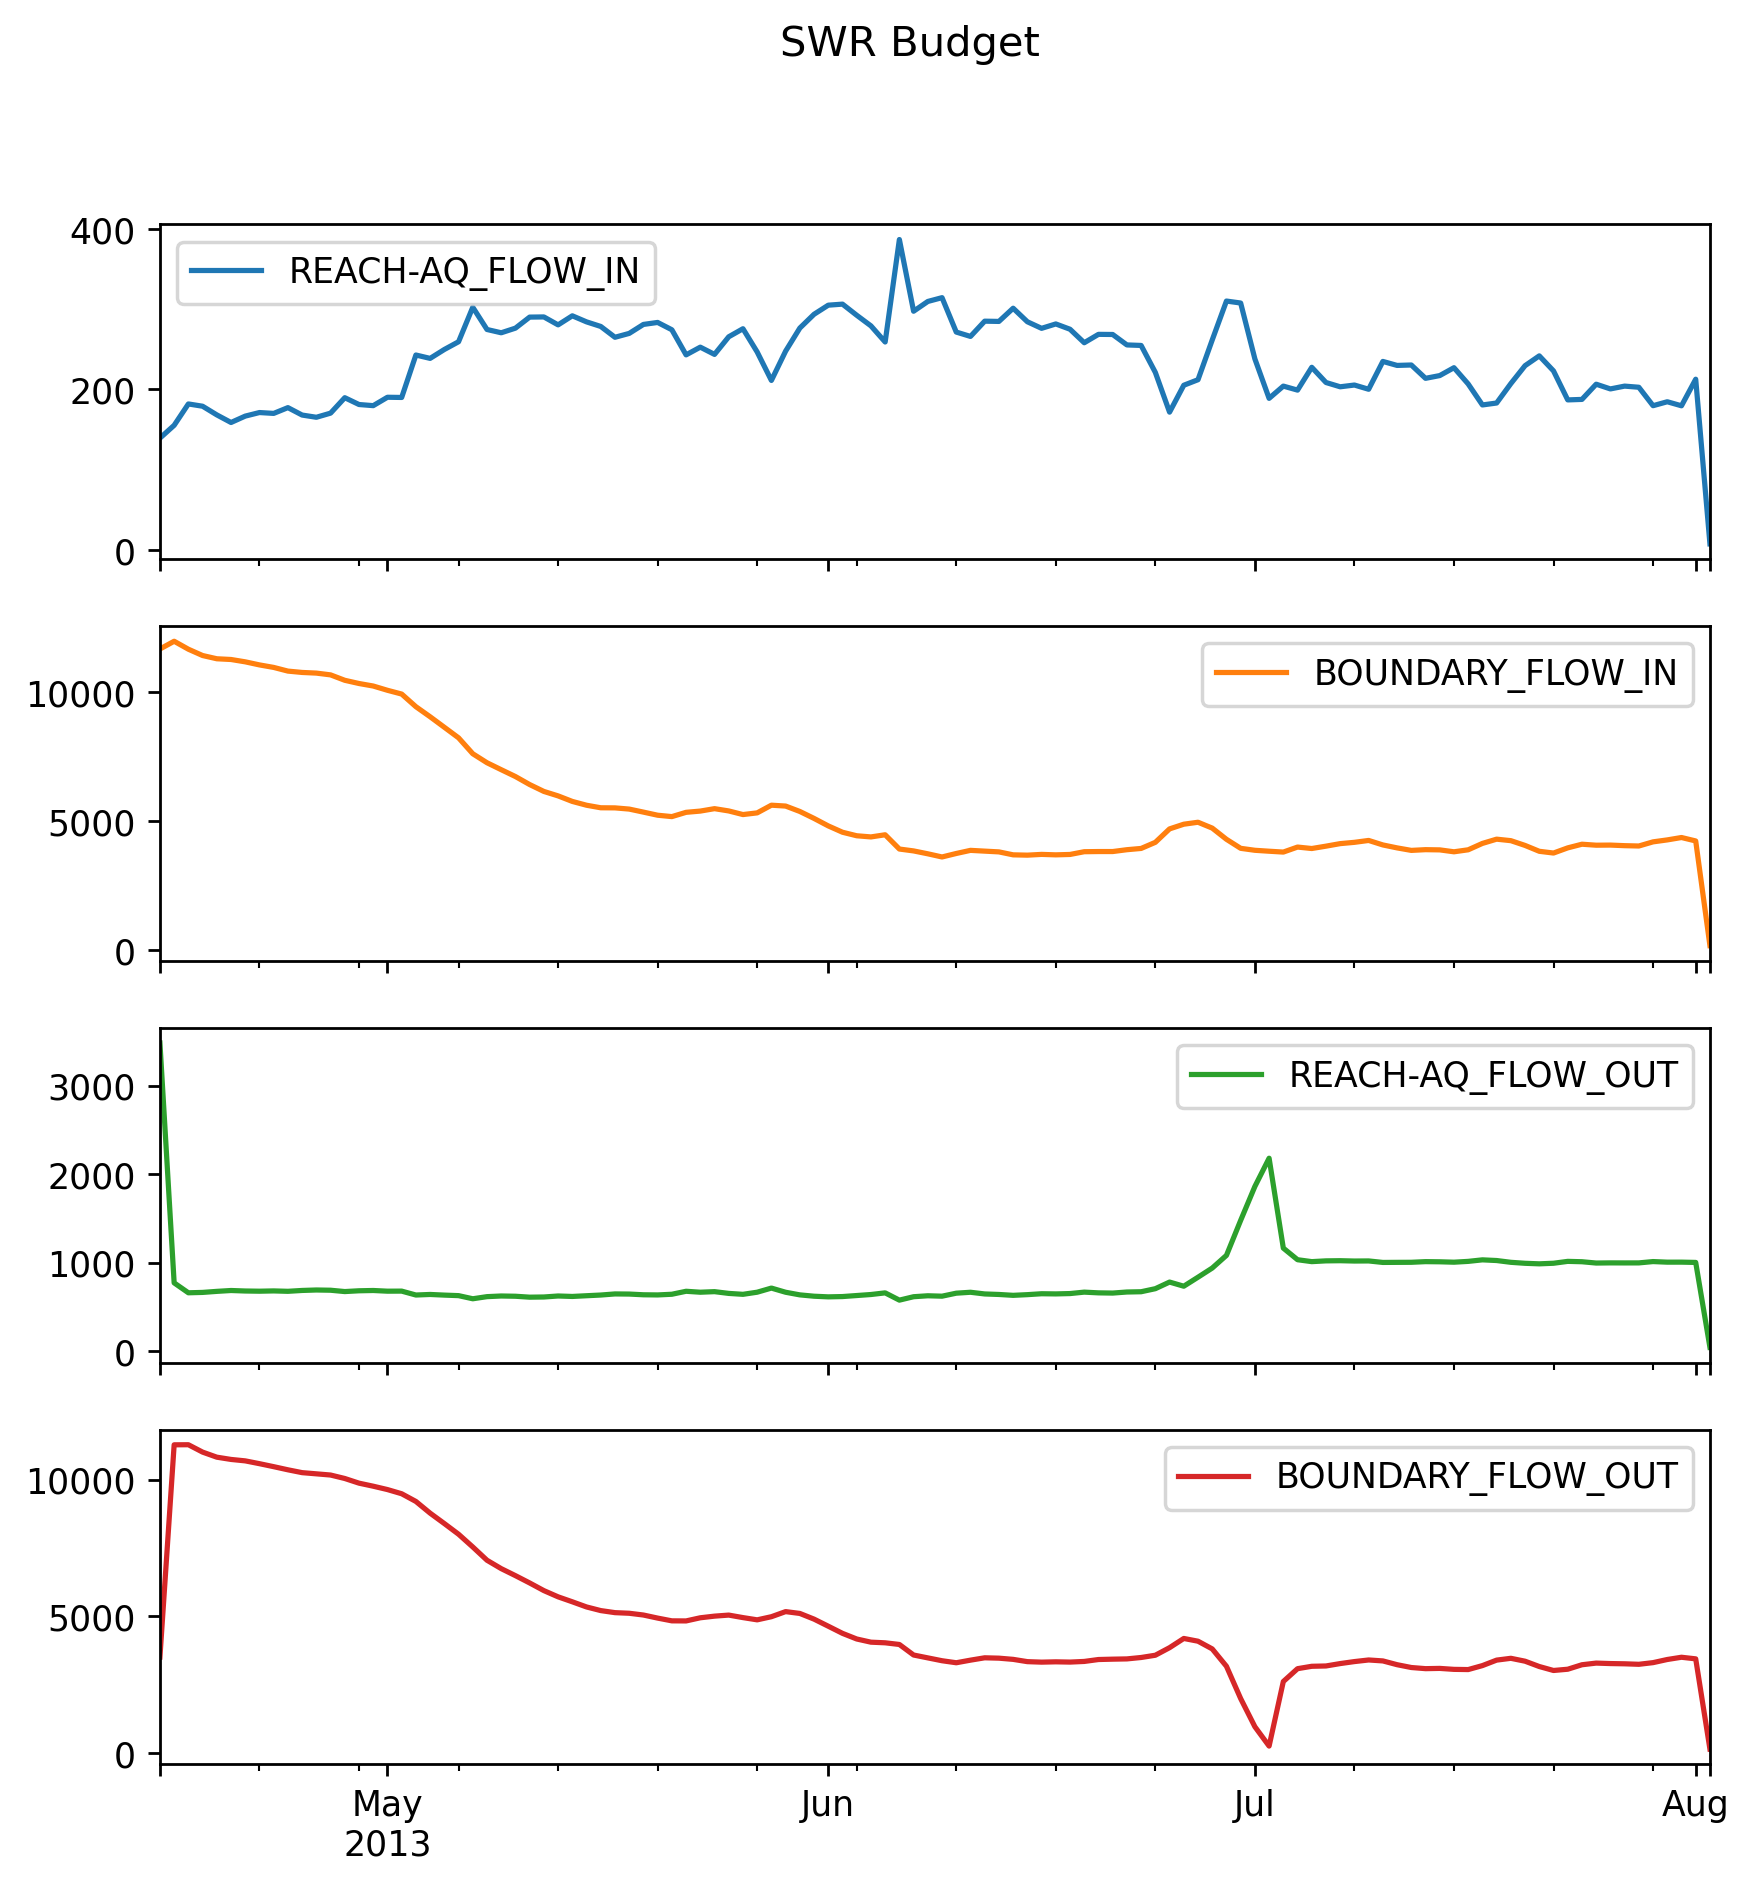 SWR Budget
400
200
0
REACH-AQ_FLOW_IN
10000
5000
0
BOUNDARY_FLOW_IN
3000
2000
1000
0
REACH-AQ_FLOW_OUT
10000
5000
0
BOUNDARY_FLOW_OUT
May Jun Jul Aug
2013